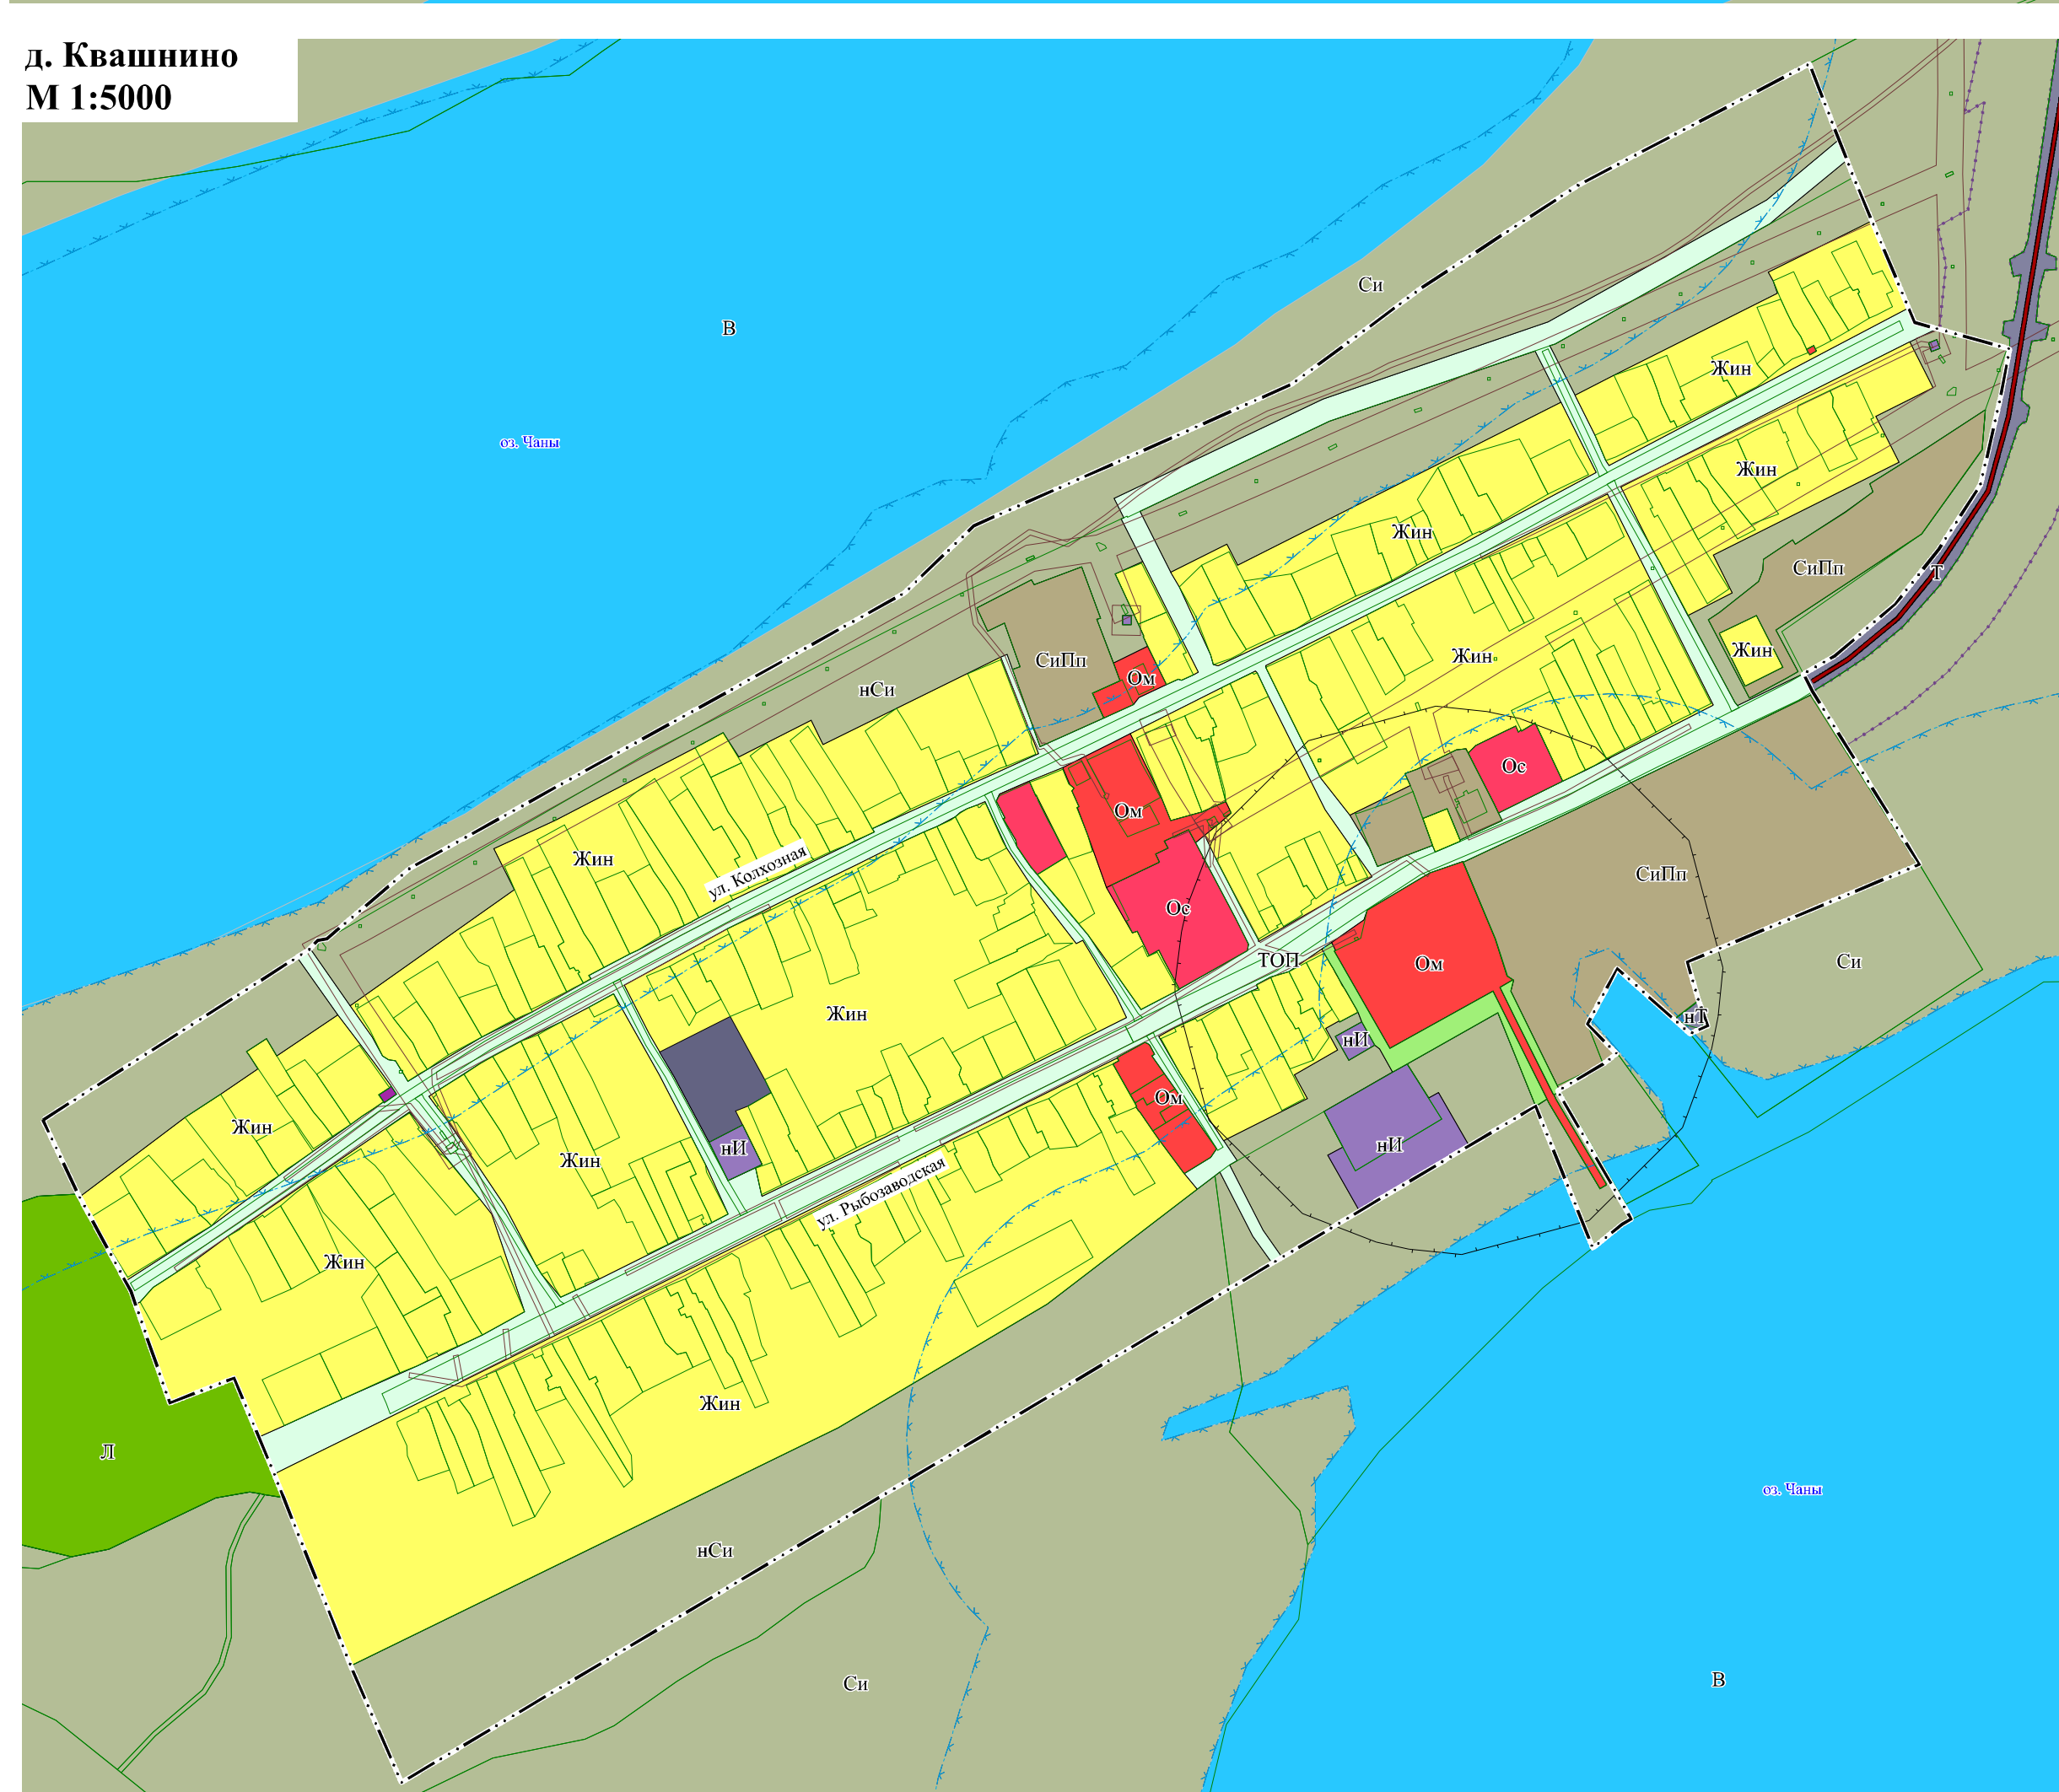 д. Квашнино
М 1:5000
Си
В
Жин
оз. Чаны
Жин
Жин
СиПп
Т
Жин
Жин
СиПп
Ом
нСи
Ос
Ом
Жин
ул. Колхозная
СиПп
Ос
ТОП
Ом
Си
Жин
нТ
нИ
Ом
Жин
нИ
нИ
Жин
ул. Рыбозаводская
Жин
Жин
Л
оз. Чаны
нСи
Си
В